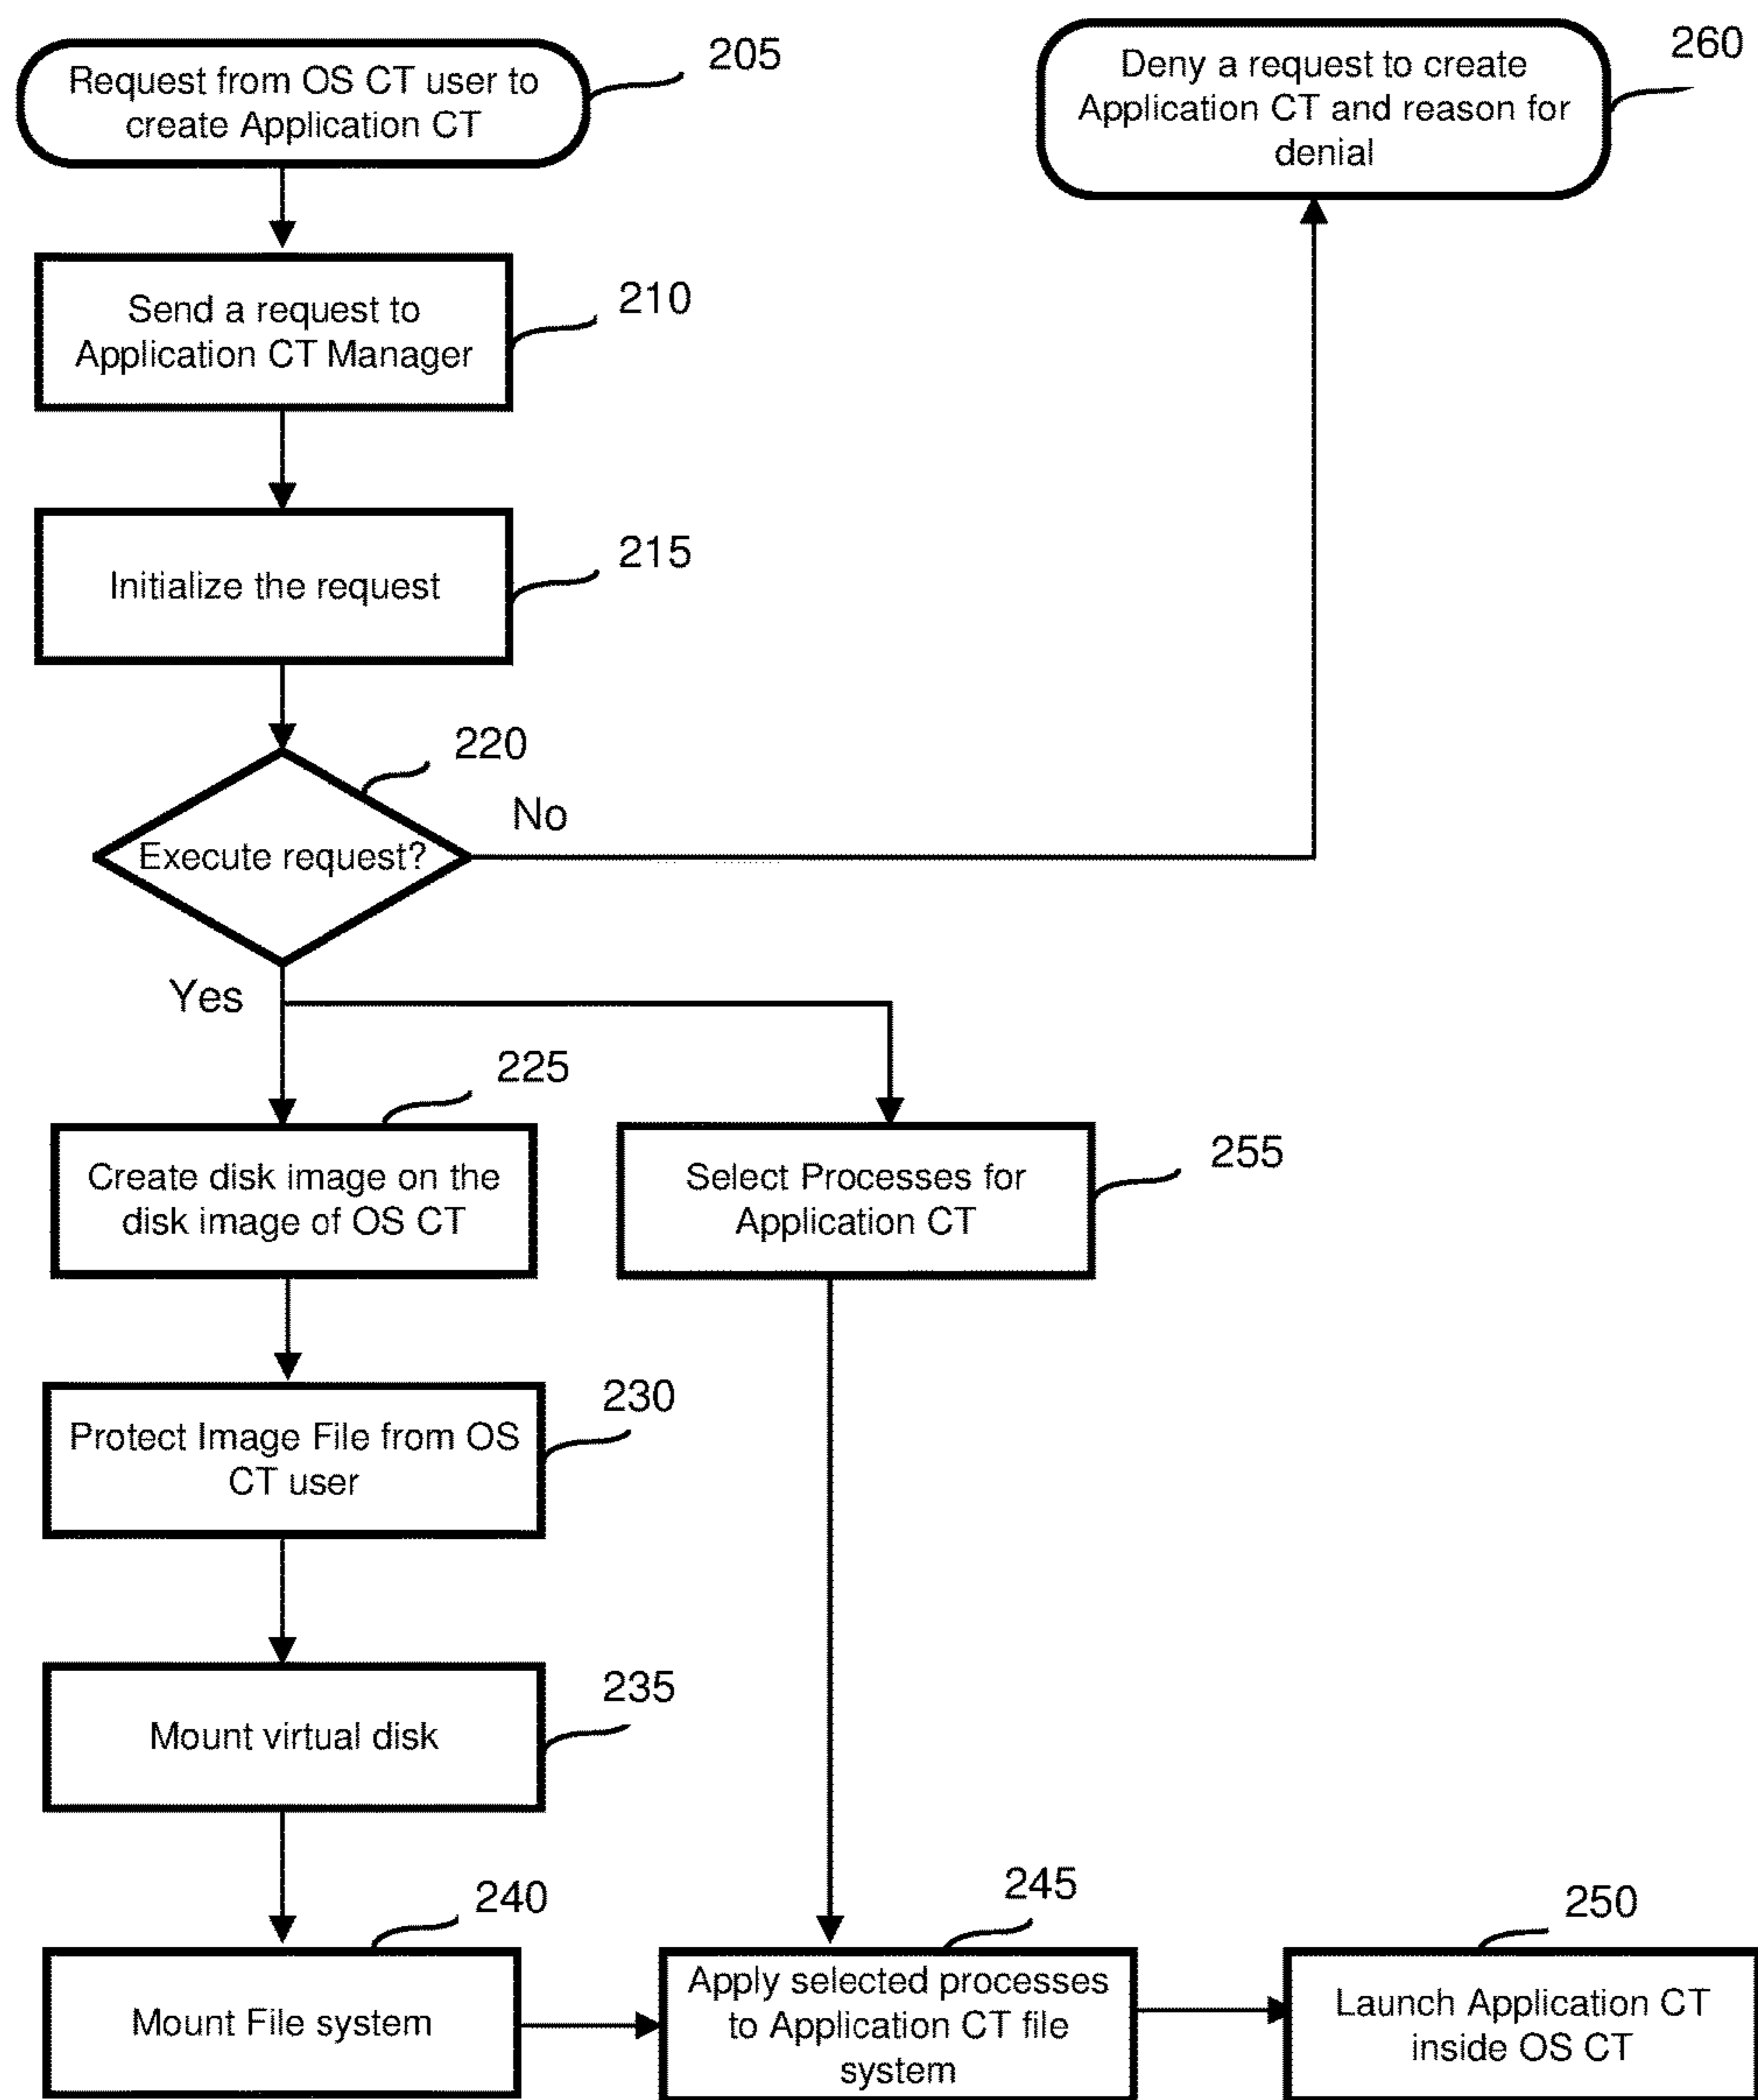 Request from OS CT user to
create Application CT
205
Deny a request to create
Application CT and reason for
denial
260
Send a request to
Application CT Manager
210
Initialize the request
215
220
Execute request?
No
Yes
225
Create disk image on the
disk image of OS CT
Select Processes for
Application CT
255
Protect Image File from OS
CT user
230
Mount virtual disk
235
240
Mount File system
245
Apply selected processes
to Application CT file
system
250
Launch Application CT
inside OS CT